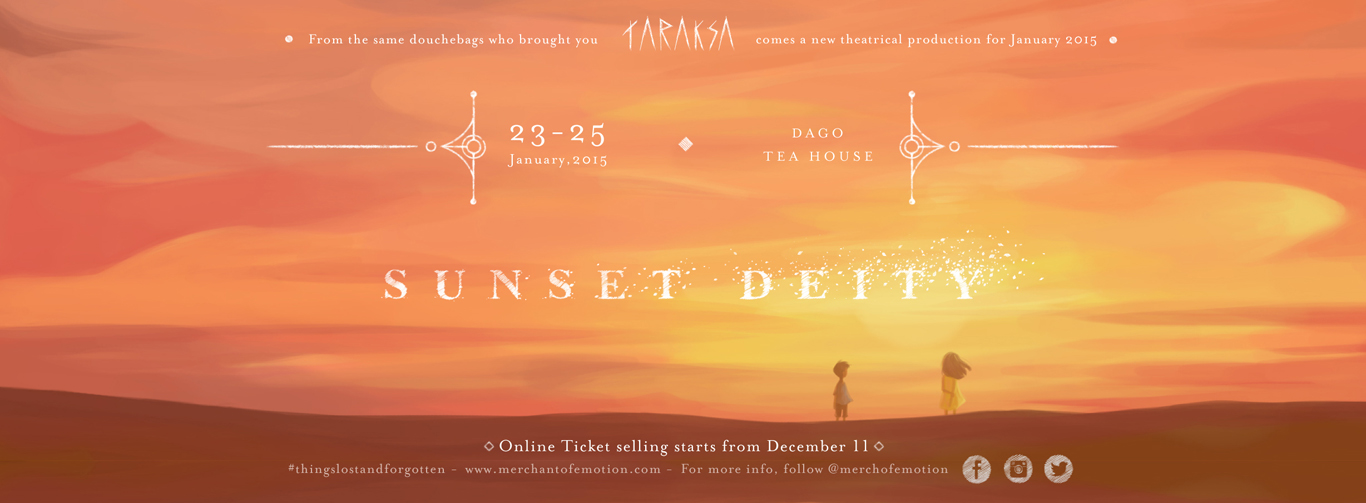 From the same douchebags who brought you TARAKSA comes a new theatrical production for January 2015
23-25
January,2015
DAGO
TEA HOUSE
SUNSET DEITY
Online Ticket selling starts from December 11
#thingslostandforgotten - www.merchantofemotion.com - For more info, follow @merchofemotion